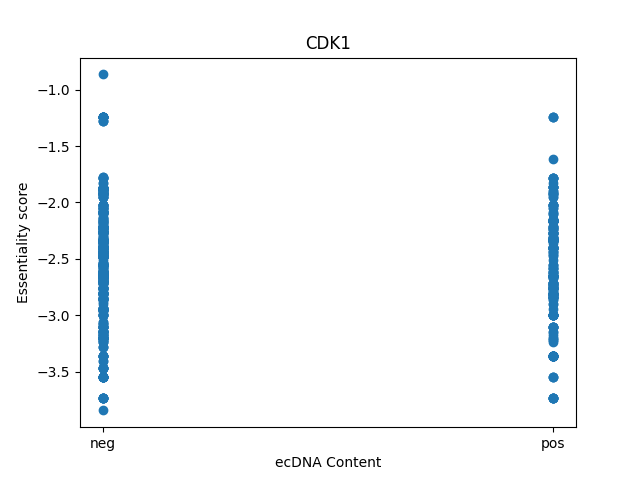 CDK1
−1.0
−1.5
−2.0
−2.5
−3.0
−3.5
Essentiality score
neg
pos
ecDNA Content